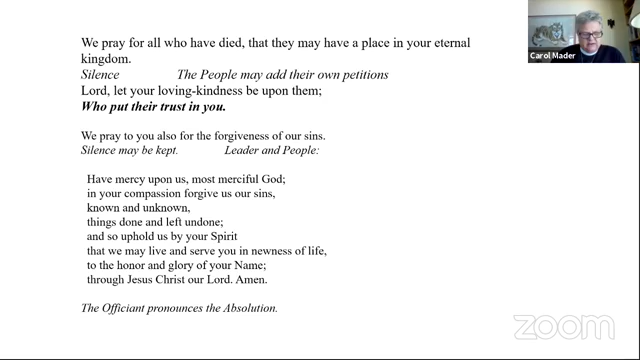 We pray for all who have died, that they may have a place in your eternal
kingdom.
Silence The People may add their own petitions
Lord, let your loving-kindness be upon them;
Who put their trust in you.
We pray to you also for the forgiveness of our sins.
Silence may be kept. Leader and People:
Have mercy upon us, most merciful God;
in your compassion forgive us our sins,
known and unknown,
things done and left undone;
and so uphold us by your Spirit
that we may live and serve you in newness of life,
to the honor and glory of your Name;
through Jesus Christ our Lord. Amen.
The Officiant pronounces the Absolution.
Carol Mader
zoom